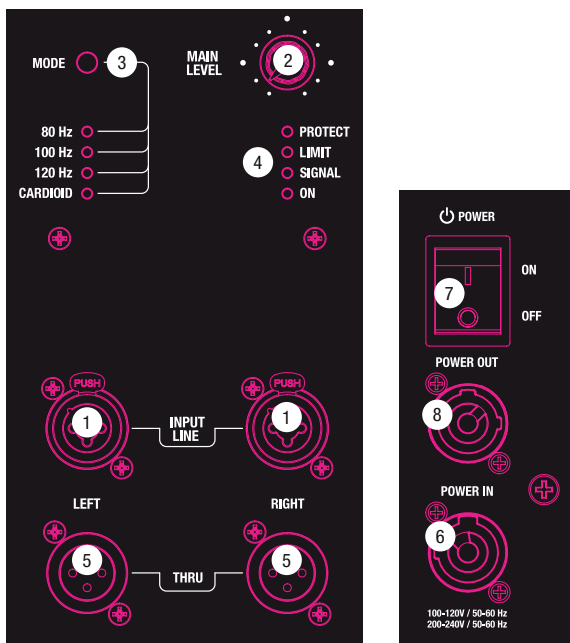 MODE
3
MAIN
LEVEL
2
80 Hz
100 Hz
120 Hz
CARDIOID
4
PROTECT
LIMIT
SIGNAL
ON
PUSH
PUSH
1
INPUT
LINE
1
LEFT
RIGHT
5
THRU
5
POWER
ON
7
OFF
POWER OUT
8
POWER IN
6
100-120V / 50-60 Hz
200-240V / 50-60 Hz